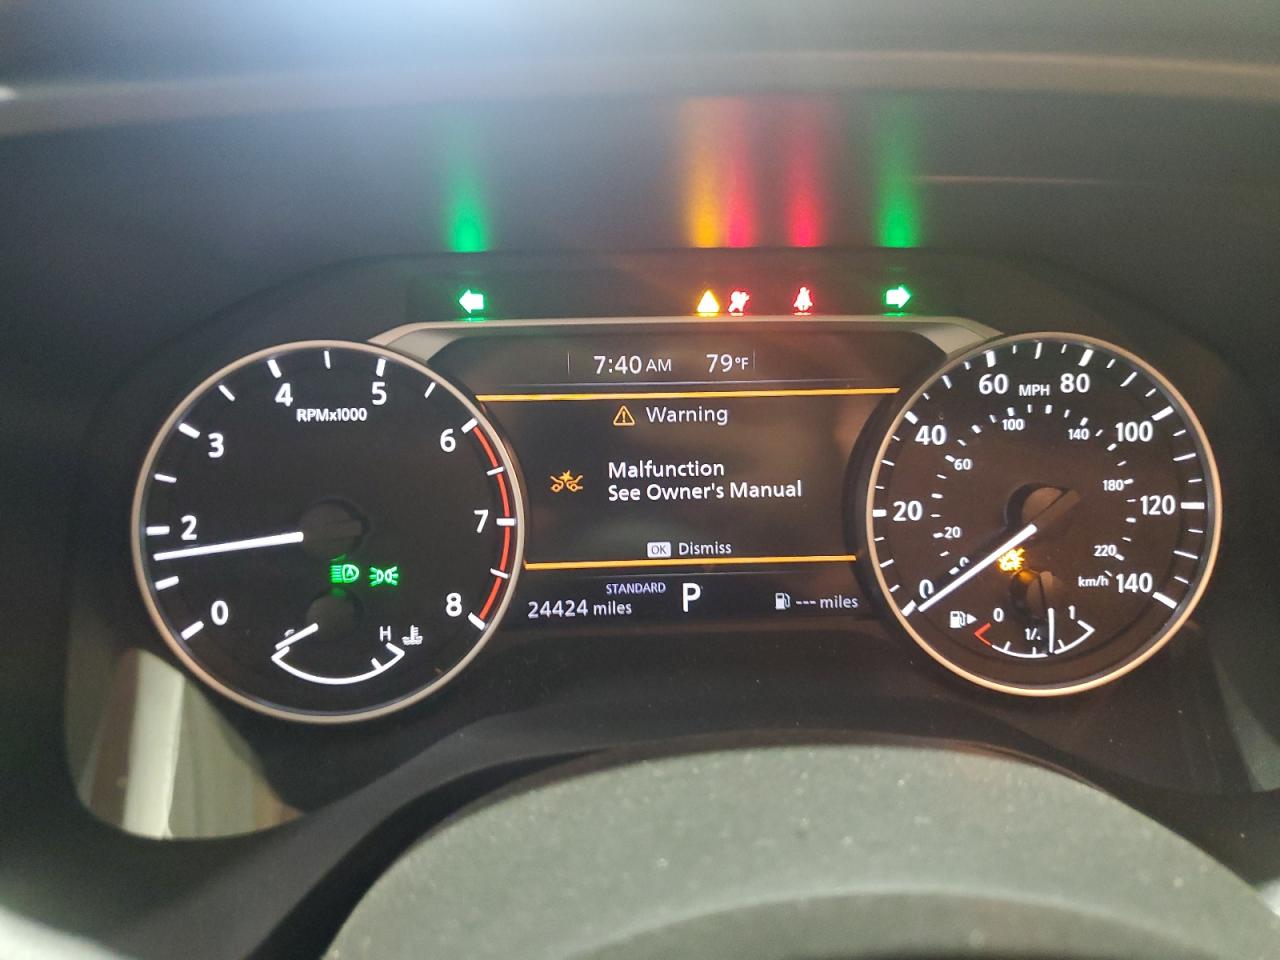 7:40 AM 79°F
Warning
Malfunction
See Owner's Manual
OK Dismiss
STANDARD
24424 miles P --- miles
0
2
3
4
5
6
7
8
RPMx1000
H
0
20
40
60
80
100
120
140
MPH
0
20
60
100
140
180
220
km/h
0
1